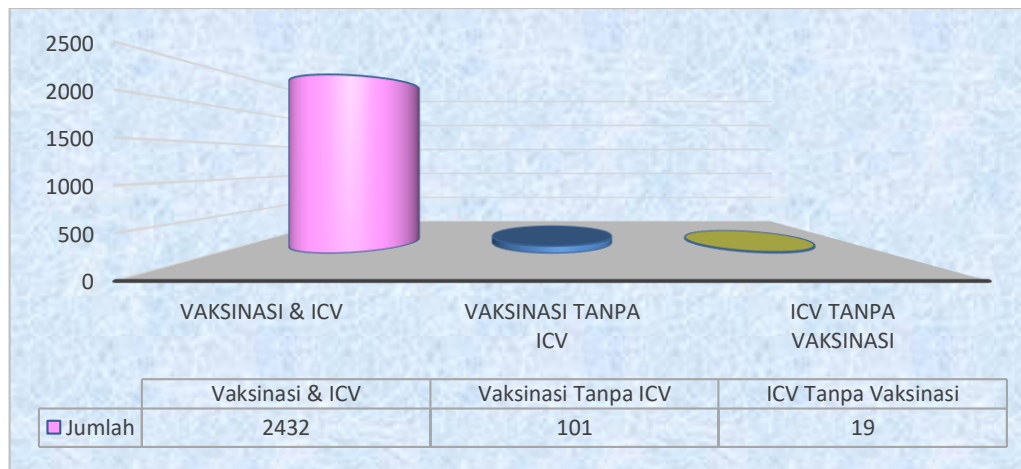 2500
2000
1500
1000
500
0
VAKSINASI & ICV
VAKSINASI TANPA
ICV
ICV TANPA
VAKSINASI
Vaksinasi & ICV Vaksinasi Tanpa ICV ICV Tanpa Vaksinasi
Jumlah 2432 101 19